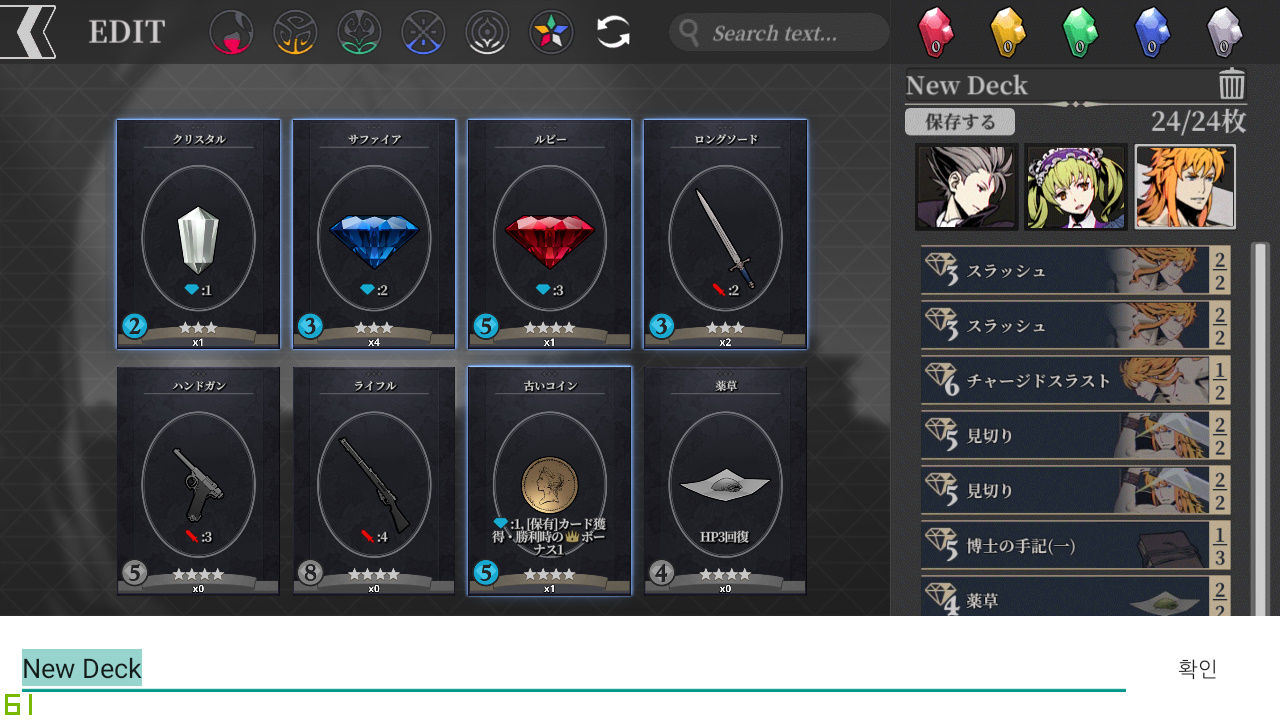 EDIT
Search text...
0
0
0
0
0
New Deck
保存する
24/24枚
クリスタル
:1
2
x1
サファイア
:2
3
x4
ルビー
:3
5
x1
ロングソード
:2
3
x2
ハンドガン
:3
5
x0
ライフル
:4
8
x0
古いコイン
:1, [保有]カード獲
得・勝利時のボー
ナス1
5
x1
薬草
HP3回復
4
x0
3 スラッシュ 2/2
3 スラッシュ 2/2
6 チャージドスラスト 1/2
5 見切り 2/2
5 見切り 2/2
5 博士の手記(一) 1/3
4 薬草 2/2
New Deck
확인
61